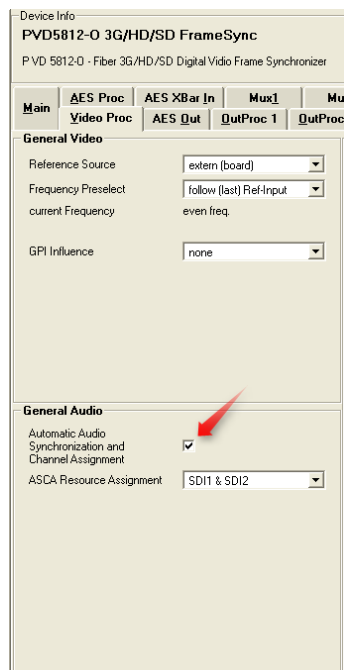 Device Info
PVD5812-O 3G/HD/SD FrameSync
P VD 5812-O - Fiber 3G/HD/SD Digital Vidio Frame Synchronizer
Main
AES Proc
AES XBar In
Mux1
Mu
Video Proc
AES Out
OutProc 1
OutProc
General Video
Reference Source
extern (board)
Frequency Preselect
follow (last) Ref-Input
current Frequency
even freq.
GPI Influence
none
General Audio
Automatic Audio
Synchronization and
Channel Assignment
ASCA Resource Assignment
SDI1 & SDI2